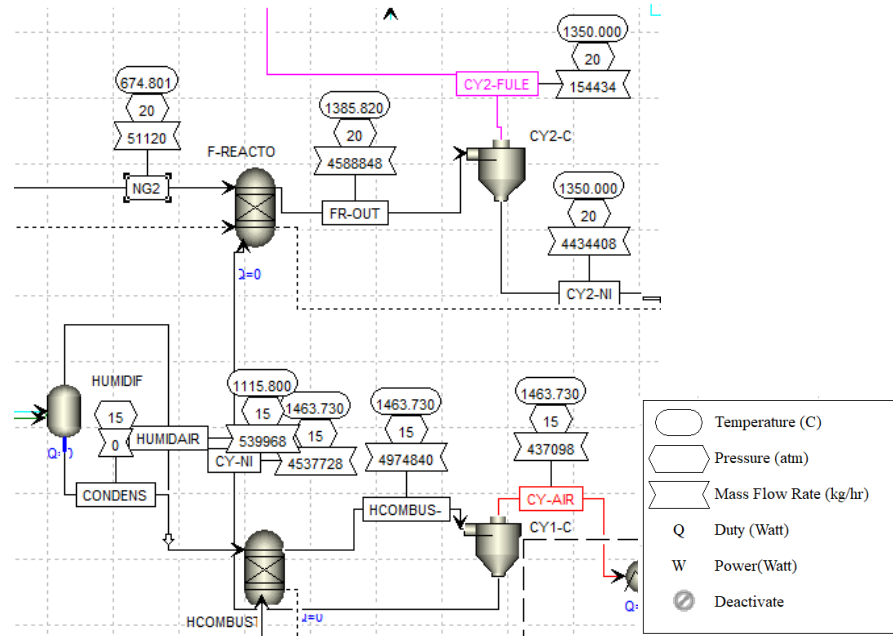 1350.000
20
CY2-FULE
154434
674.801
20
51120
1385.820
20
4588848
F-REACTO
CY2-C
NG2
FR-OUT
1350.000
20
4434408
CY2-NI
Q=0
HUMIDIF
15
0
HUMIDAIR
CONDENS
1115.800
15
539968
CY-NI
1463.730
15
4537728
1463.730
15
4974840
HCOMBUS-
1463.730
15
437098
CY-AIR
CY1-C
HCOMBUST
Q=0
Q=
Temperature (C)
Pressure (atm)
Mass Flow Rate (kg/hr)
Q Duty (Watt)
W Power(Watt)
Deactivate